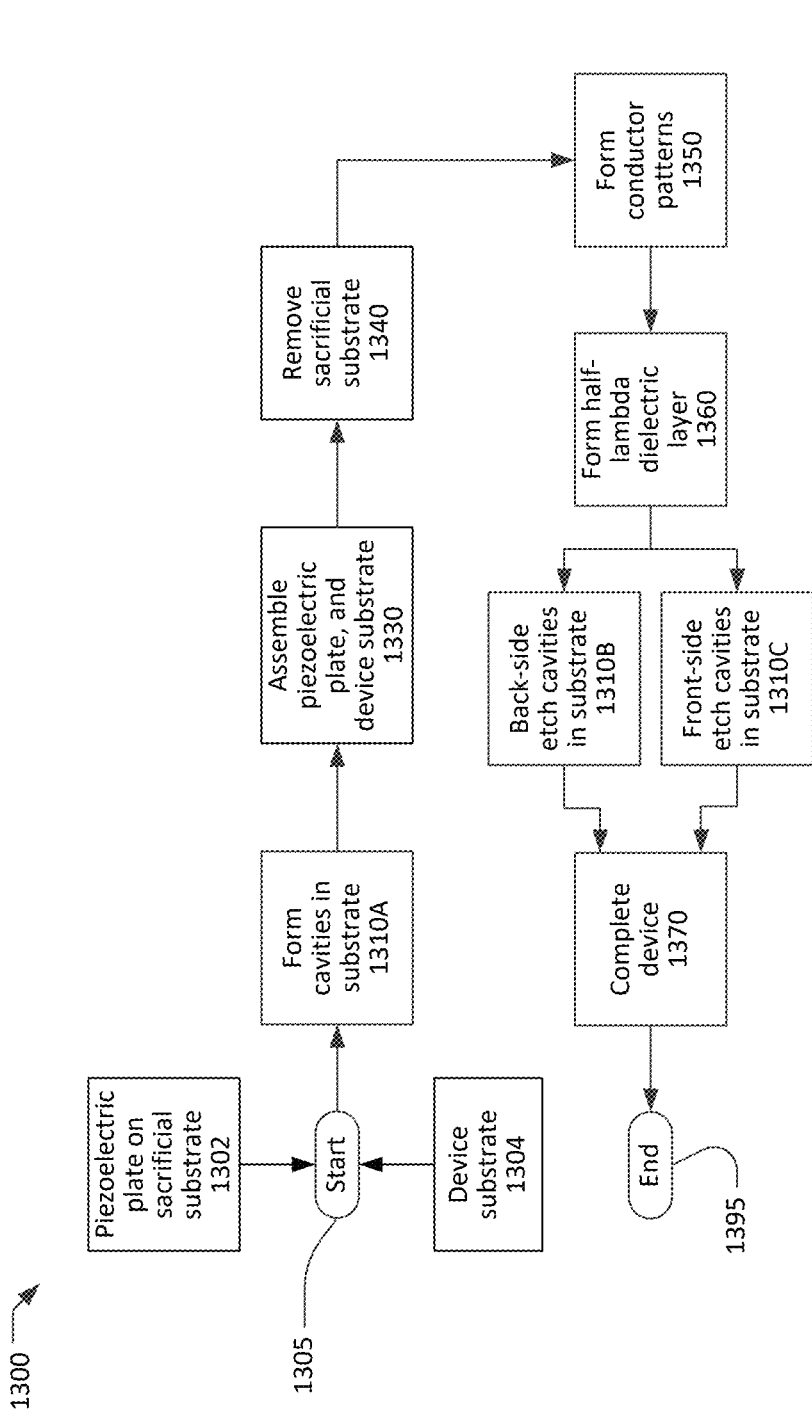 1300
Piezoelectric
plate on
sacrificial
substrate
1302
1305
Start
Device
substrate
1304
Form
cavities in
substrate
1310A
Assemble
piezoelectric
plate, and
device substrate
1330
Remove
sacrificial
substrate
1340
Form
conductor
patterns
1350
Form half-
lambda
dielectric
layer
1360
Back-side
etch cavities
in substrate
1310B
Front-side
etch cavities
in substrate
1310C
Complete
device
1370
End
1395